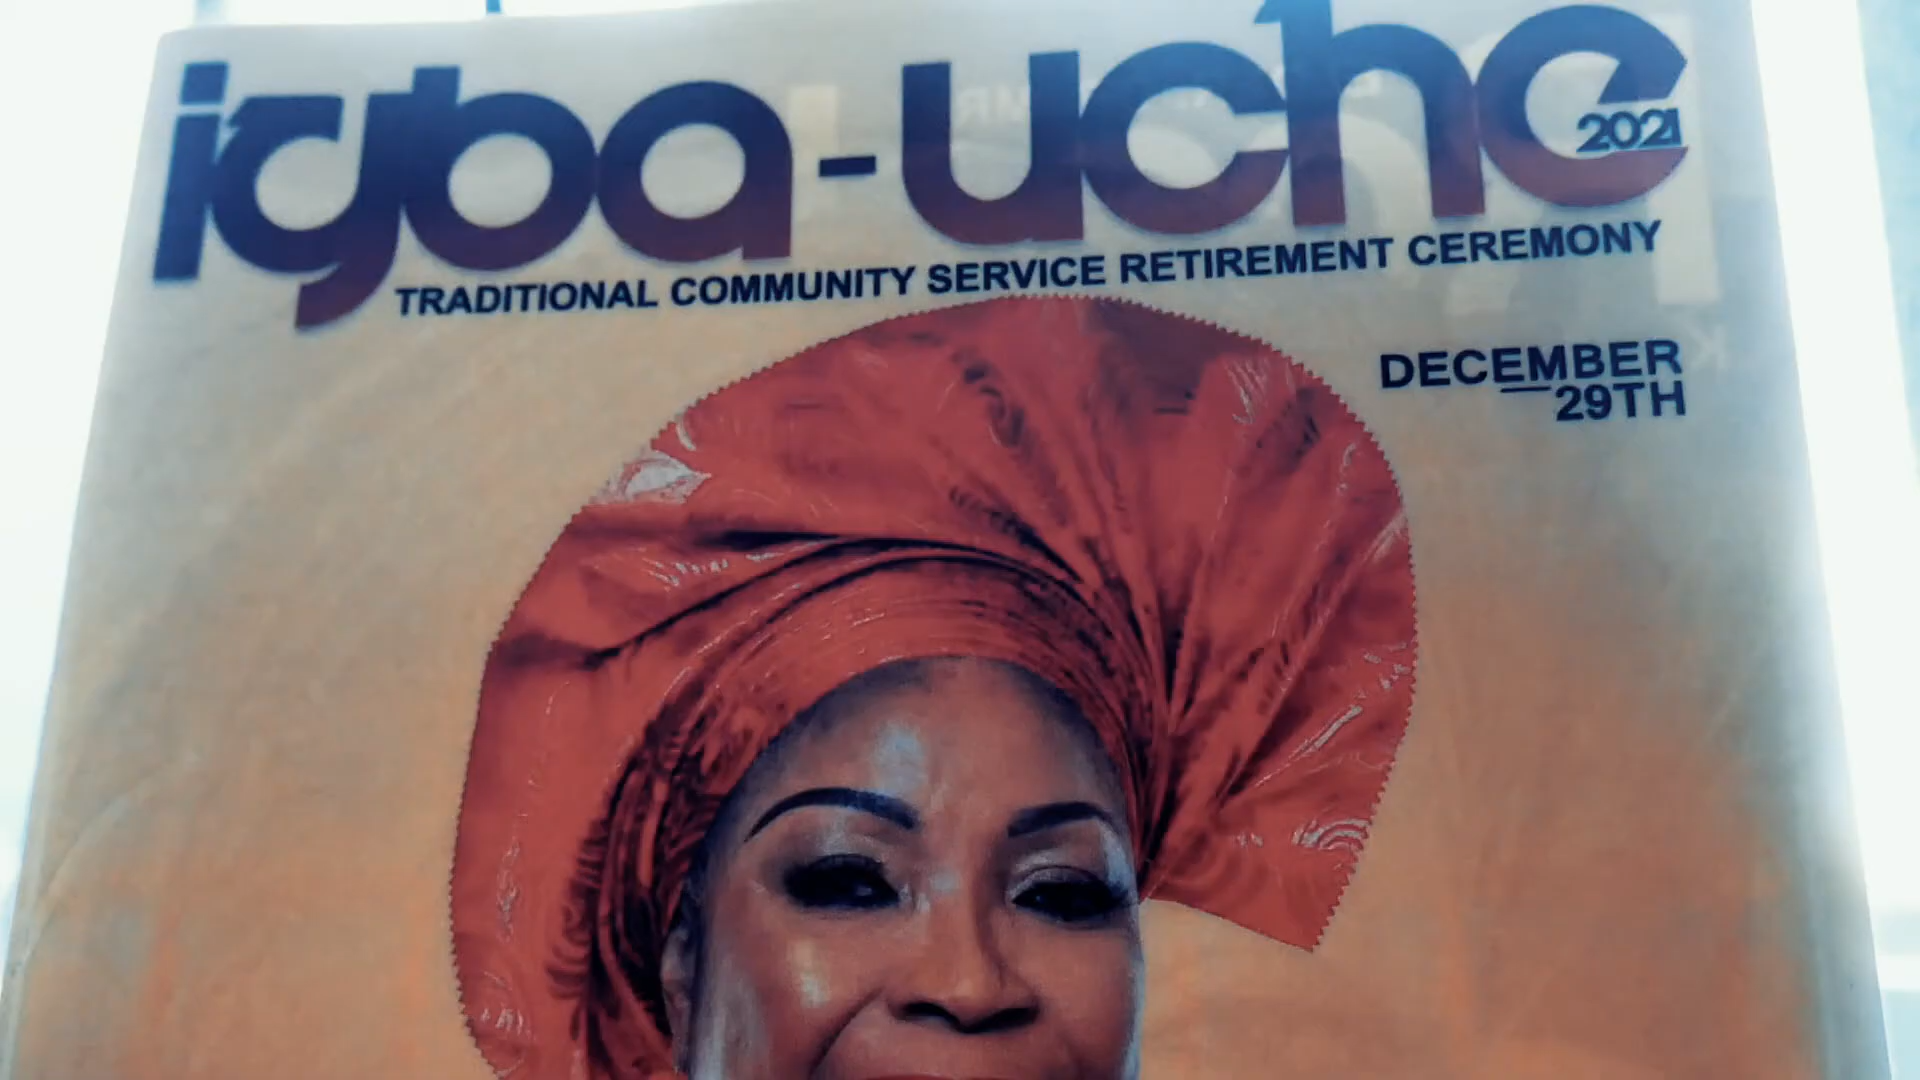 igba-uche
2021
TRADITIONAL COMMUNITY SERVICE RETIREMENT CEREMONY
DECEMBER
29TH